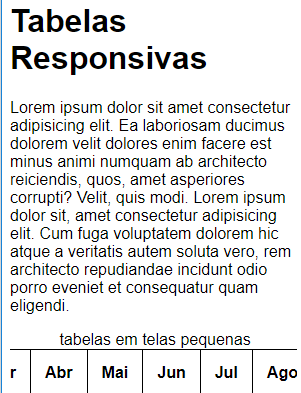 Tabelas
Responsivas
Lorem ipsum dolor sit amet consectetur
adipisicing elit. Ea laboriosam ducimus
dolorem velit dolores enim facere est
minus animi numquam ab architecto
reiciendis, quos, amet asperiores
corrupti? Velit, quis modi. Lorem ipsum
dolor sit, amet consectetur adipisicing
elit. Cum fuga voluptatem dolorem hic
atque a veritatis autem soluta vero, rem
architecto repudiandae incidunt odio
porro eveniet et consequatur quam
eligendi.
tabelas em telas pequenas
r Abr Mai Jun Jul Ago